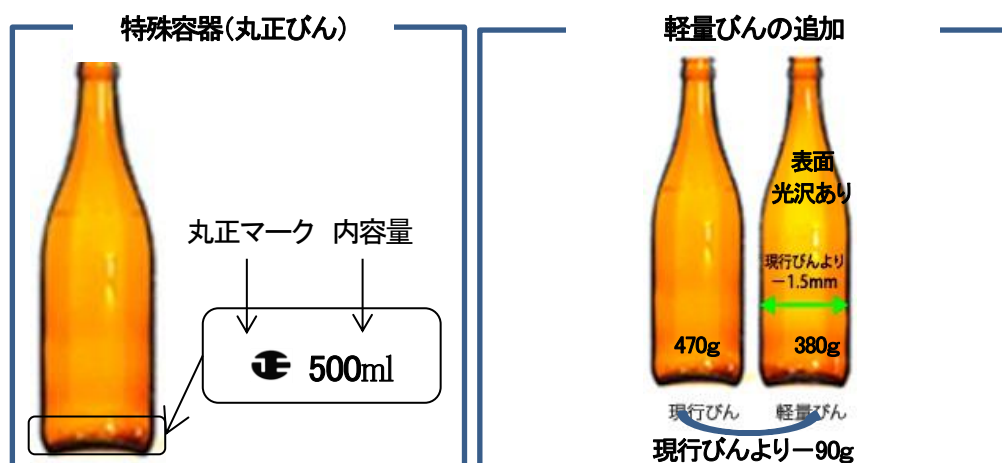 特殊容器（丸正びん）
丸正マーク 内容量
正 500ml
軽量びんの追加
表面
光沢あり
現行びんより
－1.5mm
470g 380g
現行びん 軽量びん
現行びんより－90g